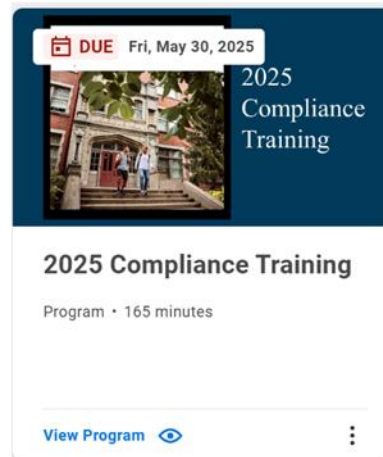 DUE Fri, May 30, 2025
2025
Compliance
Training
2025 Compliance Training
Program • 165 minutes
View Program